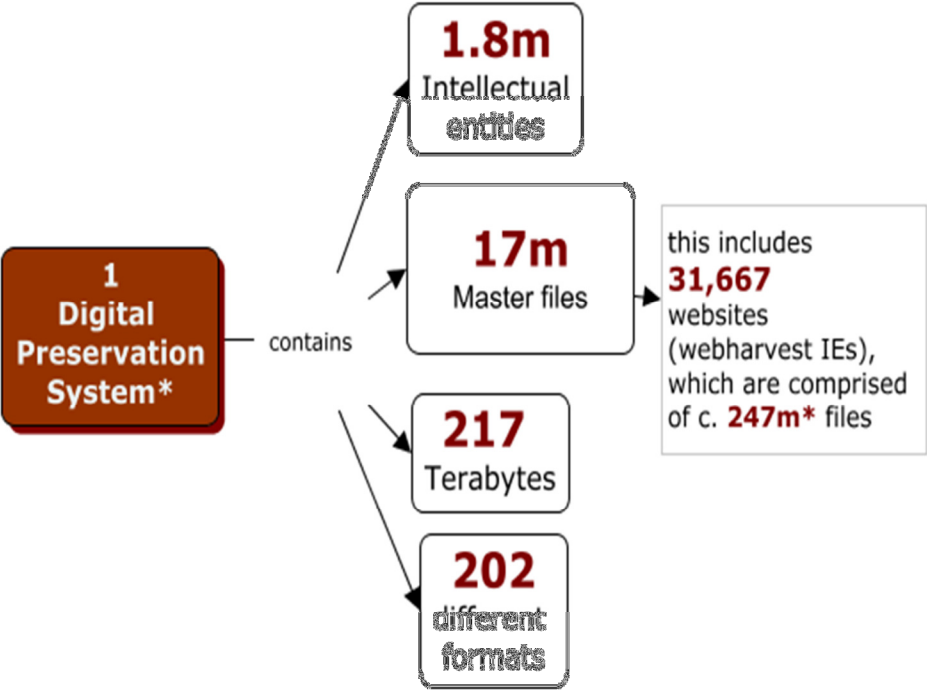 1
Digital
Preservation
System*
contains
1.8m
Intellectual
entities
17m
Master files
this includes
31,667
websites
(webharvest IEs),
which are comprised
of c. 247m* files
217
Terabytes
202
different
formats